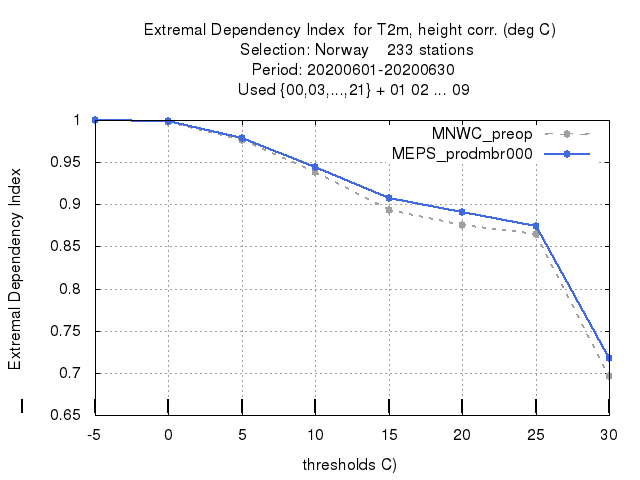 Extremal Dependency Index  for T2m, height corr. (deg C)
Selection: Norway    233 stations
Period: 20200601-20200630
Used {00,03,...,21} + 01 02 ... 09
MNWC_preop
MEPS_prodmbr000
1
0.95
0.9
0.85
0.8
0.75
0.7
0.65
Extremal Dependency Index
-5 0 5 10 15 20 25 30
thresholds C)